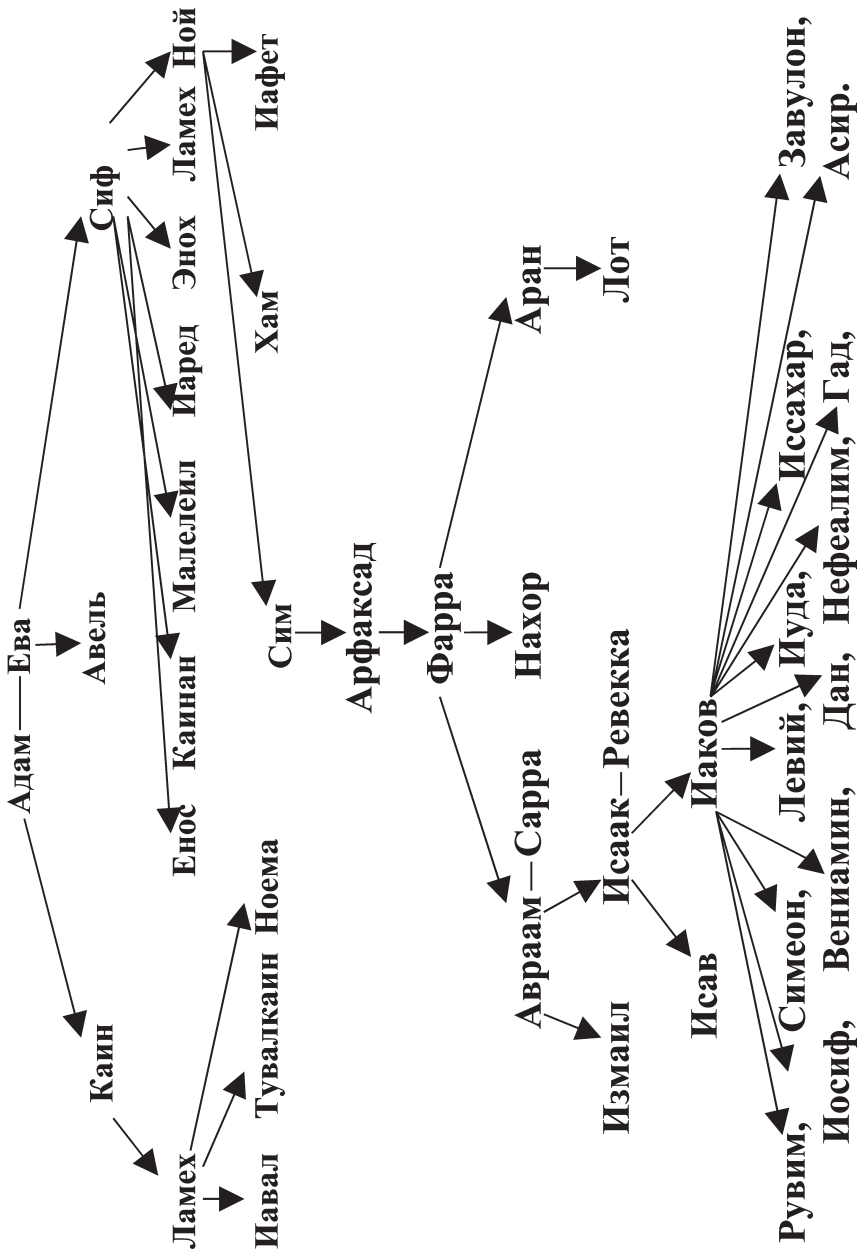 Адам — Ева
Каин Авель Сиф
Ламех Енос Каинан Малелеил Иаред Энох Ламех Ной
Иавал Тувалкаин Ноема Сим Хам Иафет
Арфаксад
Фарра
Авраам — Сарра Нахор Аран
Измаил Исаак — Ревекка Лот
Исав Иаков
Рувим, Симеон, Левий, Иуда, Иссахар, Завулон,
Иосиф, Вениамин, Дан, Нефеалим, Гад, Асир.